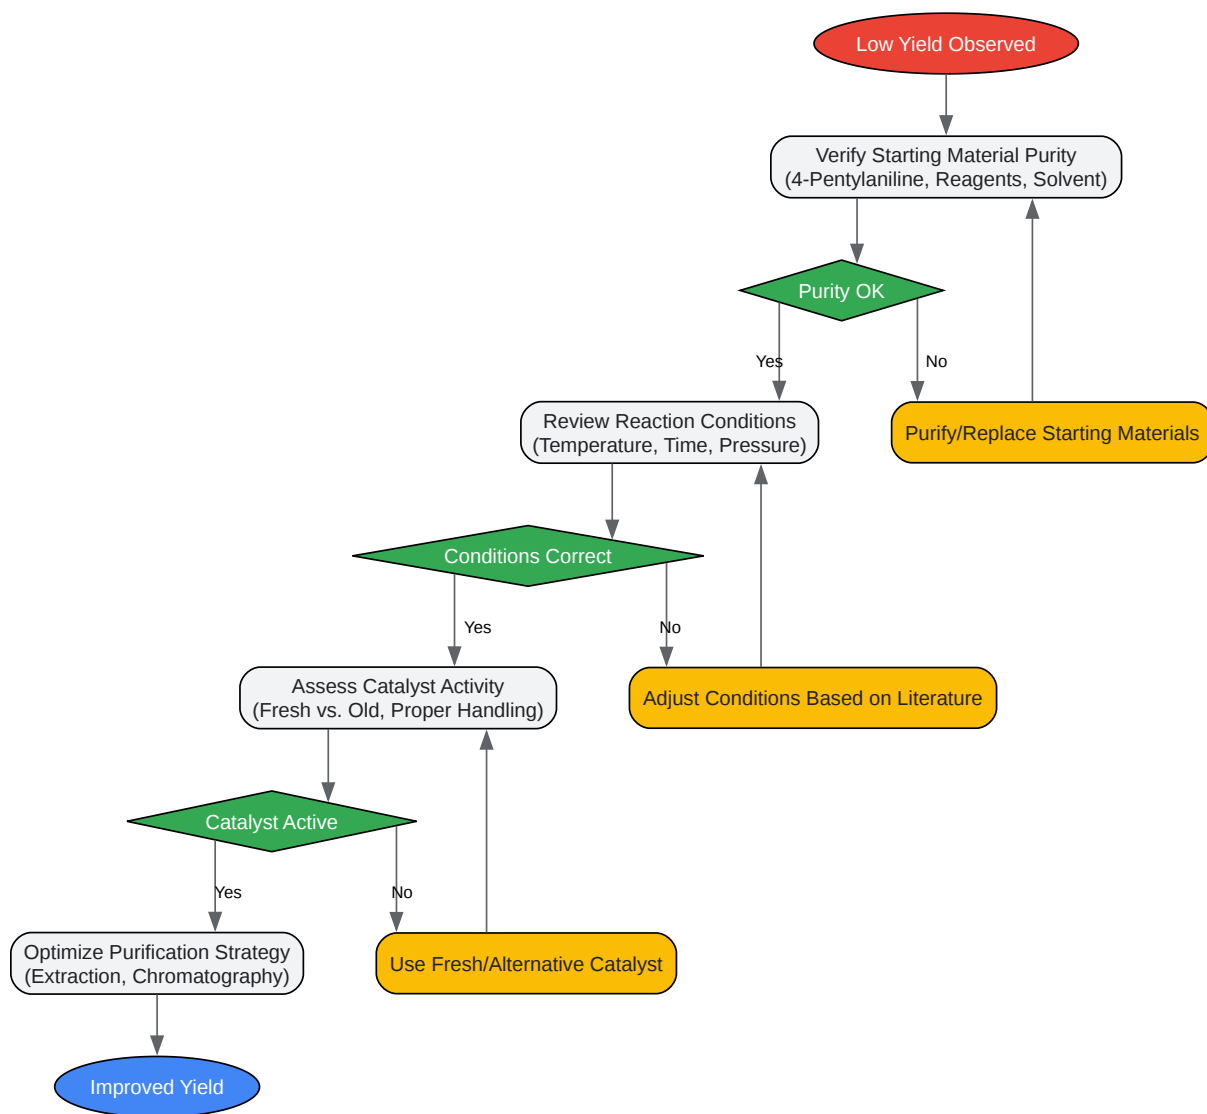 Low Yield Observed
Verify Starting Material Purity
(4-Pentylaniline, Reagents, Solvent)
Purity OK
Yes
No
Review Reaction Conditions
(Temperature, Time, Pressure)
Purify/Replace Starting Materials
Conditions Correct
Yes
No
Assess Catalyst Activity
(Fresh vs. Old, Proper Handling)
Adjust Conditions Based on Literature
Catalyst Active
Yes
No
Optimize Purification Strategy
(Extraction, Chromatography)
Use Fresh/Alternative Catalyst
Improved Yield